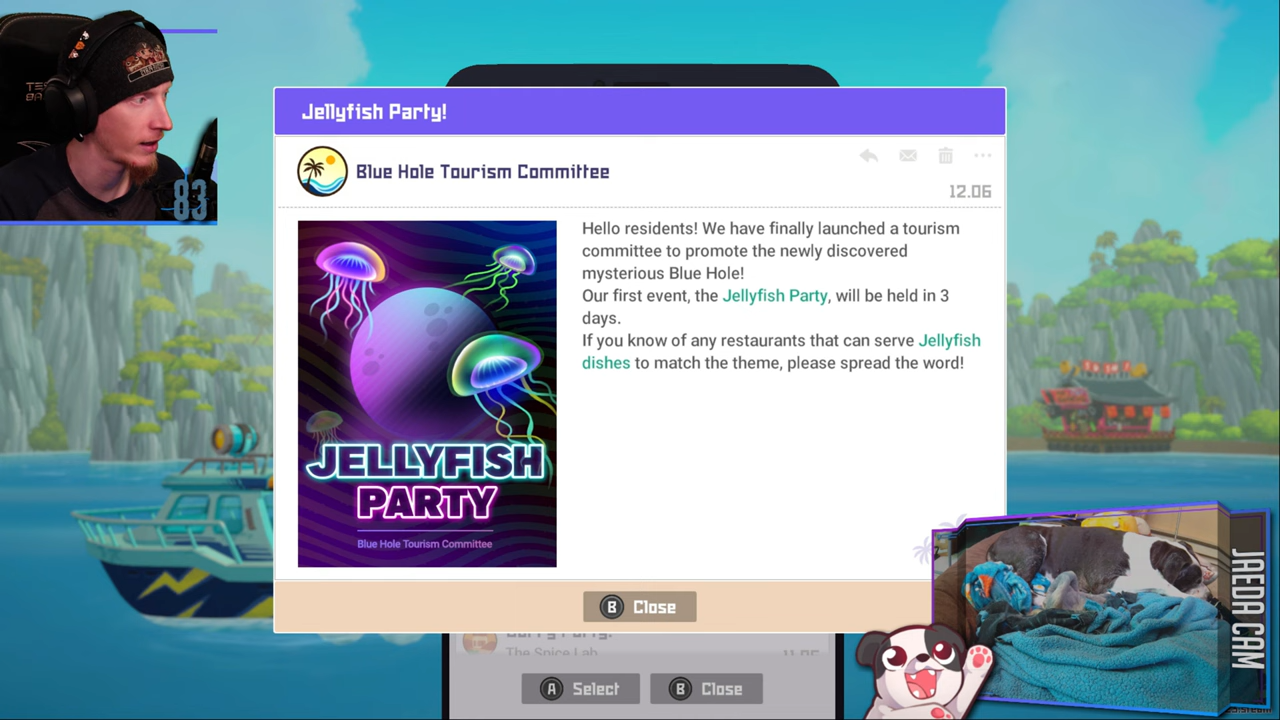 Jellyfish Party!
Blue Hole Tourism Committee
12.06
Hello residents! We have finally launched a tourism
committee to promote the newly discovered
mysterious Blue Hole!
Our first event, the Jellyfish Party, will be held in 3
days.
If you know of any restaurants that can serve Jellyfish
dishes to match the theme, please spread the word!
JELLYFISH
PARTY
Blue Hole Tourism Committee
B Close
The Spice Lab
A Select
B Close
83
JAEDA CAM